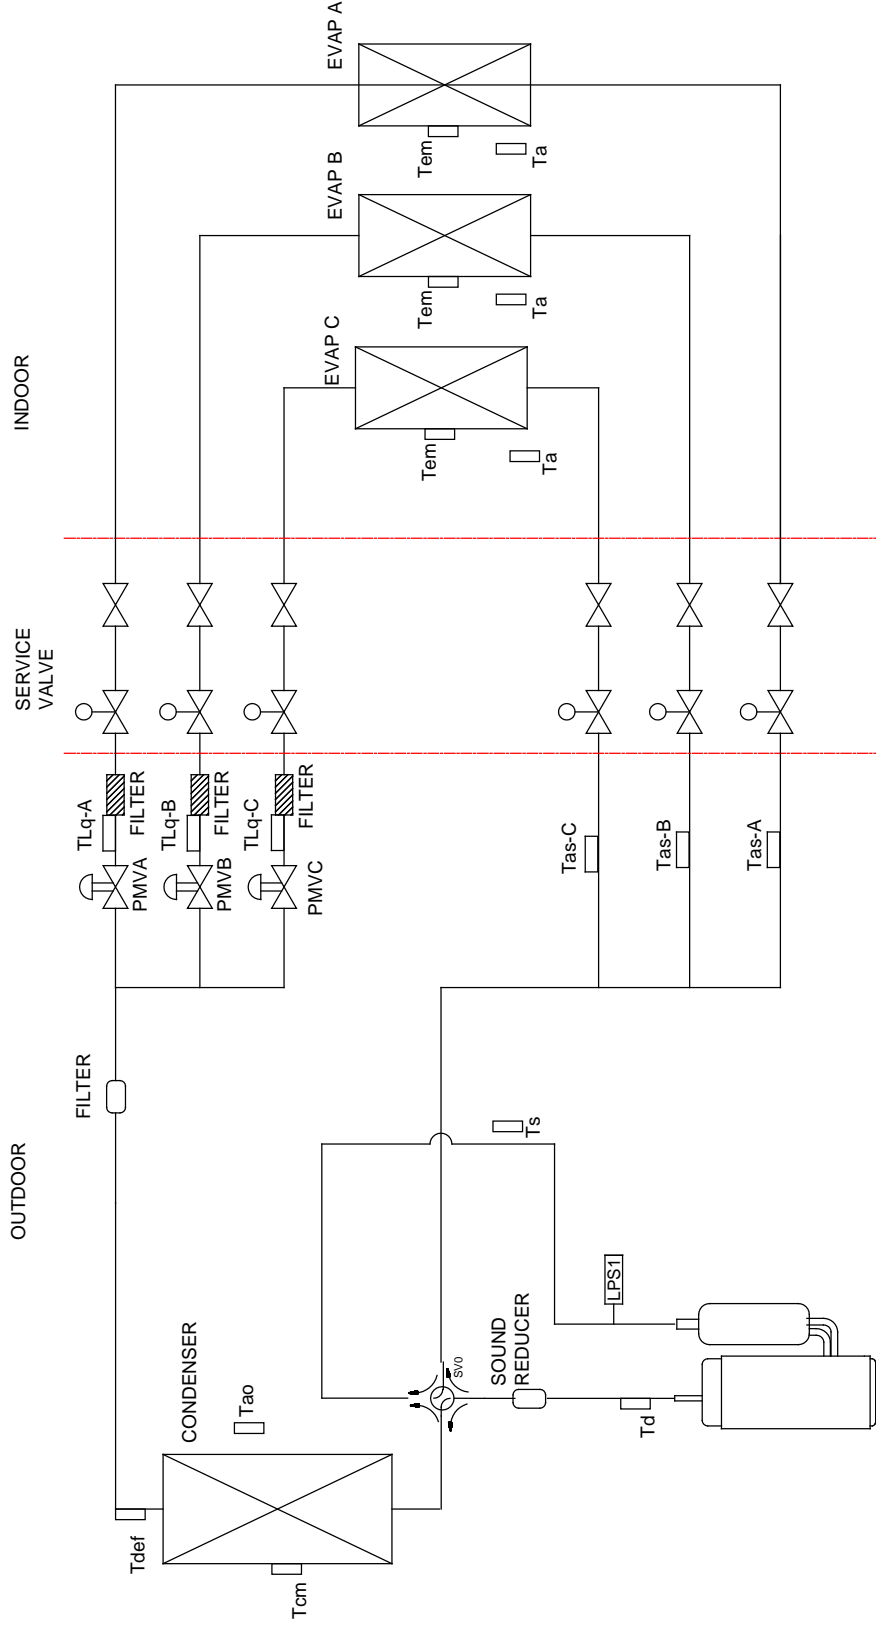 INDOOR
SERVICE
VALVE
OUTDOOR
EVAP A
Tem
Ta
EVAP B
Tem
Ta
EVAP C
Tem
Ta
TLq-A
FILTER
PMVA
TLq-B
FILTER
PMVB
TLq-C
FILTER
PMVC
Tas-C
Tas-B
Tas-A
FILTER
Ts
LPS1
SOUND
REDUCER
SV0
Td
CONDENSER
Tao
Tdef
Tcm